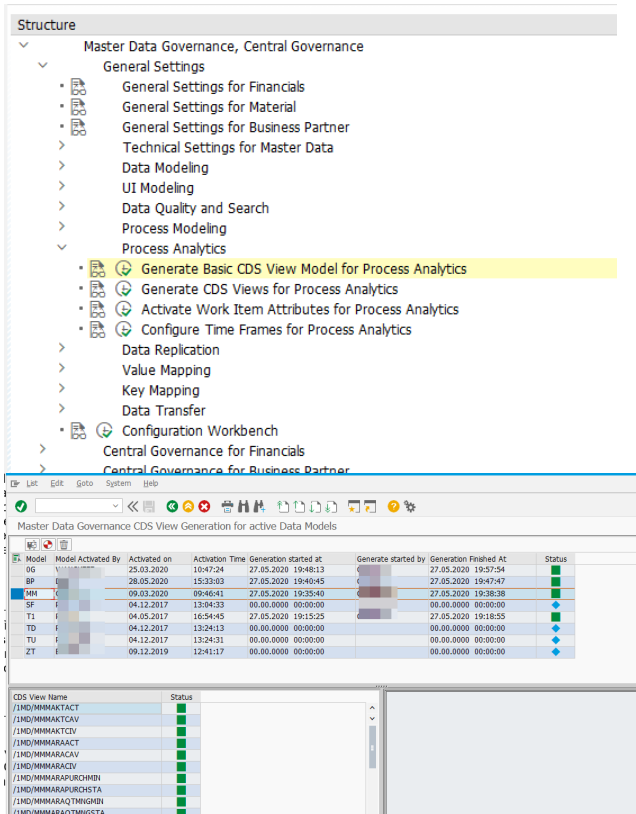 Structure
Master Data Governance, Central Governance
General Settings
General Settings for Financials
General Settings for Material
General Settings for Business Partner
Technical Settings for Master Data
Data Modeling
UI Modeling
Data Quality and Search
Process Modeling
Process Analytics
Generate Basic CDS View Model for Process Analytics
Generate CDS Views for Process Analytics
Activate Work Item Attributes for Process Analytics
Configure Time Frames for Process Analytics
Data Replication
Value Mapping
Key Mapping
Data Transfer
Configuration Workbench
Central Governance for Financials
Central Governance for Business Partner
List Edit Goto System Help
Master Data Governance CDS View Generation for active Data Models
Model Model Activated By Activated on Activation Time Generation started at Generate started by Generation Finished At Status
0G 25.03.2020 10:47:24 27.05.2020 19:48:13 27.05.2020 19:57:54
BP 28.05.2020 15:33:03 27.05.2020 19:40:45 27.05.2020 19:47:47
MM 09.03.2020 09:46:41 27.05.2020 19:35:40 27.05.2020 19:38:38
SF 04.12.2017 13:04:33 00.00.0000 00:00:00 00.00.0000 00:00:00
T1 04.05.2017 16:54:45 27.05.2020 19:15:25 27.05.2020 19:18:55
TD 04.12.2017 13:24:13 00.00.0000 00:00:00 00.00.0000 00:00:00
TU 04.12.2017 13:24:31 00.00.0000 00:00:00 00.00.0000 00:00:00
ZT 09.12.2019 12:41:17 00.00.0000 00:00:00 00.00.0000 00:00:00
CDS View Name Status
/1MD/MMMAKTACT
/1MD/MMMAKTCAV
/1MD/MMMAKTCIV
/1MD/MMMARAACT
/1MD/MMMARACAV
/1MD/MMMARACIV
/1MD/MMMARAPURCHMIN
/1MD/MMMARAPURCHSTA
/1MD/MMMARAQTMNGMIN
/1MD/MMMARAQTMNGSTA